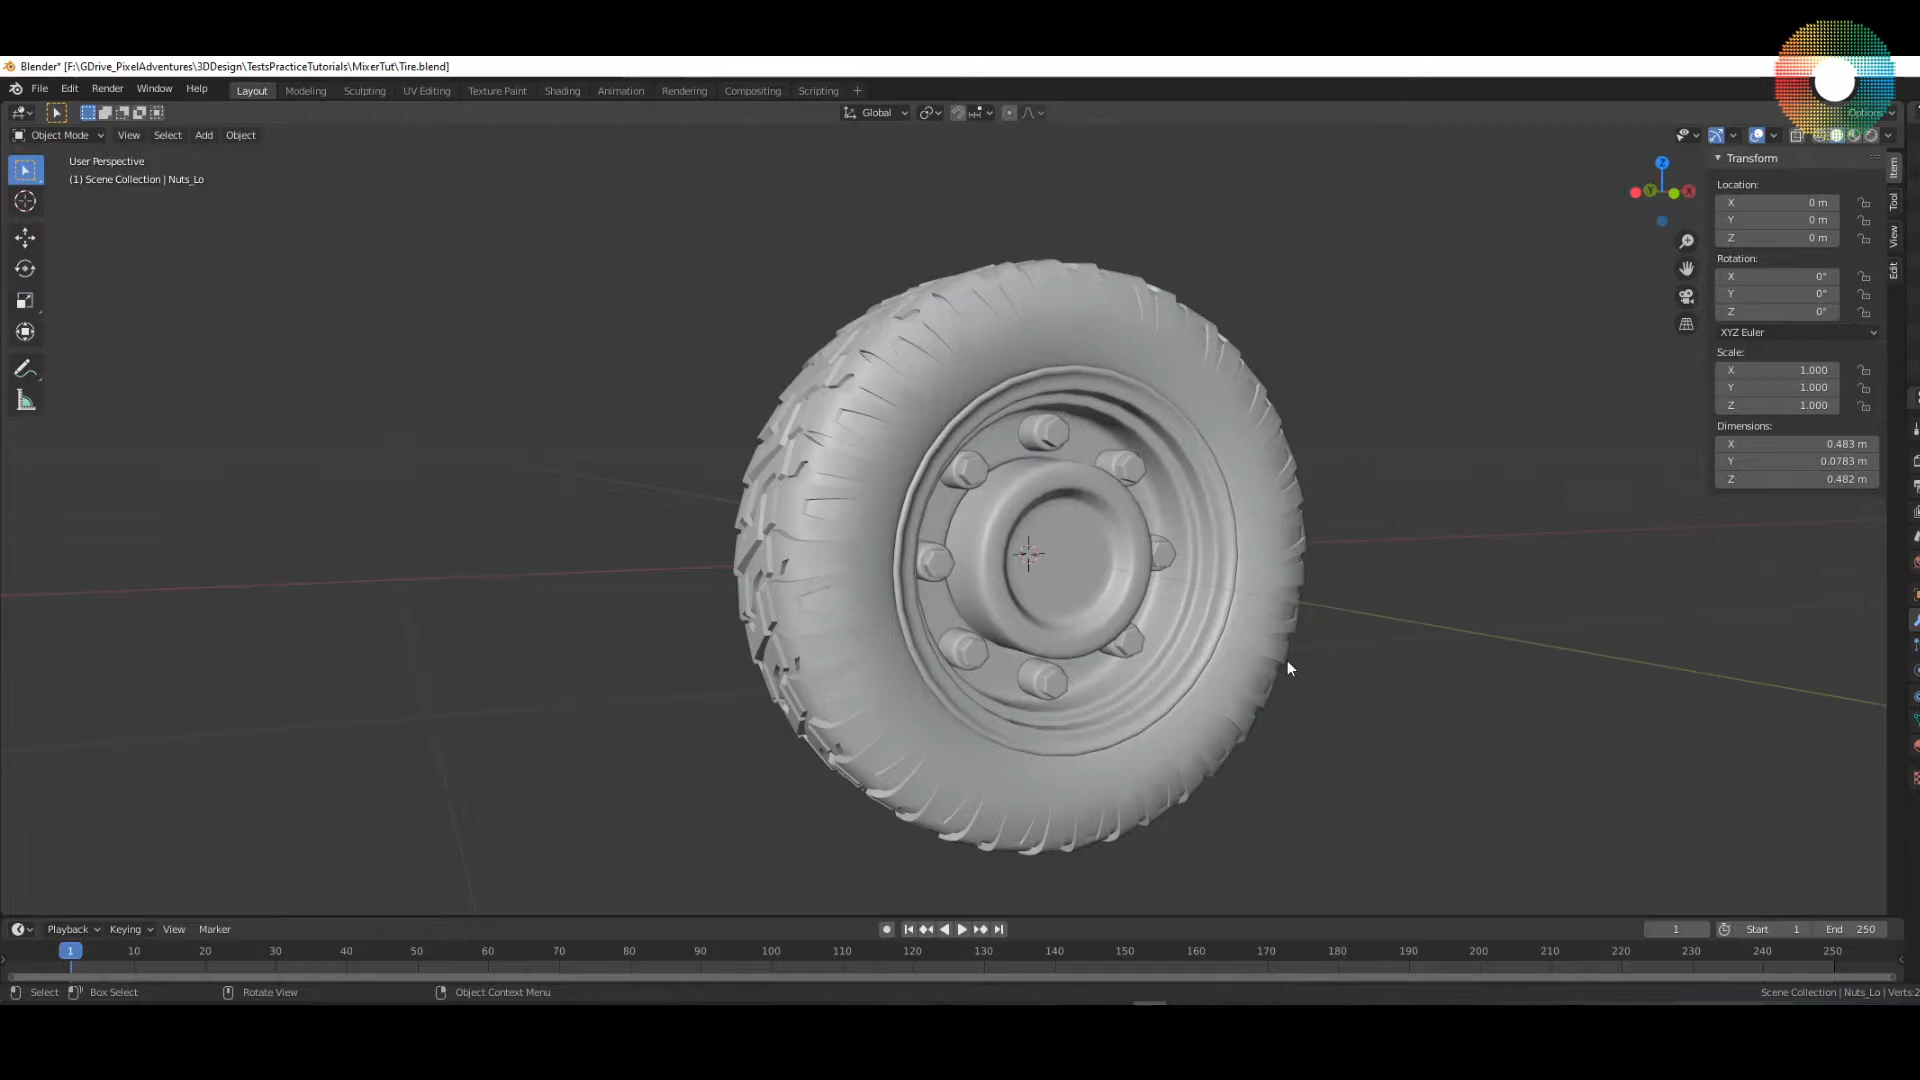 Blender* [F:\GDrive_PixelAdventures\3DDesign\TestsPracticeTutorials\MixerTut\Tire.blend]
File Edit Render Window Help Layout Modeling Sculpting UV Editing Texture Paint Shading Animation Rendering Compositing Scripting +
Global Options
Object Mode View Select Add Object
User Perspective
(1) Scene Collection | Nuts_Lo
Z
Y X
Transform
Location:
X 0 m
Y 0 m
Z 0 m
Rotation:
X 0°
Y 0°
Z 0°
XYZ Euler
Scale:
X 1.000
Y 1.000
Z 1.000
Dimensions:
X 0.483 m
Y 0.0783 m
Z 0.482 m
Item
Tool
View
Edit
Playback Keying View Marker 1 Start 1 End 250
1 10 20 30 40 50 60 70 80 90 100 110 120 130 140 150 160 170 180 190 200 210 220 230 240 250
Select Box Select Rotate View Object Context Menu Scene Collection | Nuts_Lo | Verts:2